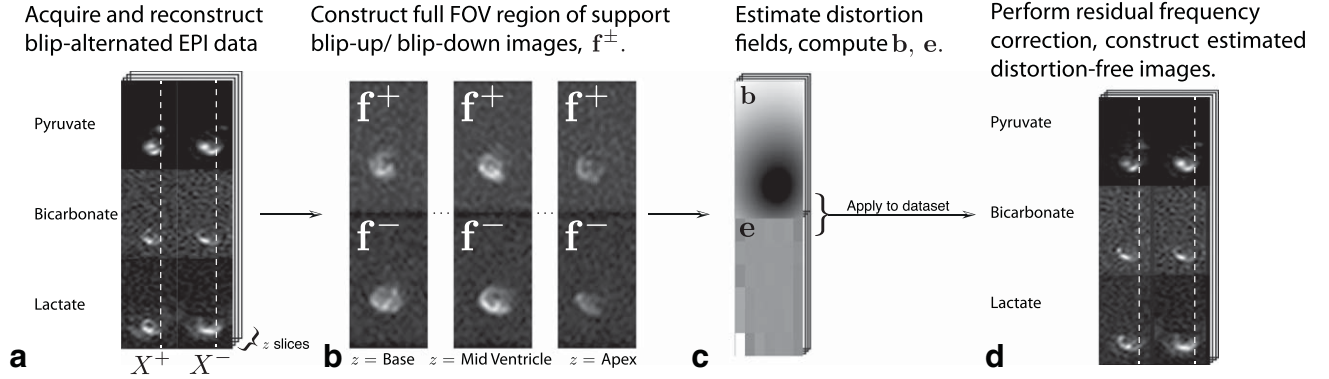 Acquire and reconstruct
blip-alternated EPI data
Pyruvate
Bicarbonate
Lactate
X⁺ X⁻
} z slices
a
Construct full FOV region of support
blip-up/ blip-down images, f±.
f⁺ f⁺ f⁺
... ...
f⁻ f⁻ f⁻
b z = Base z = Mid Ventricle z = Apex
Estimate distortion
fields, compute b, e.
b
e
} Apply to dataset
c
Perform residual frequency
correction, construct estimated
distortion-free images.
Pyruvate
Bicarbonate
Lactate
d